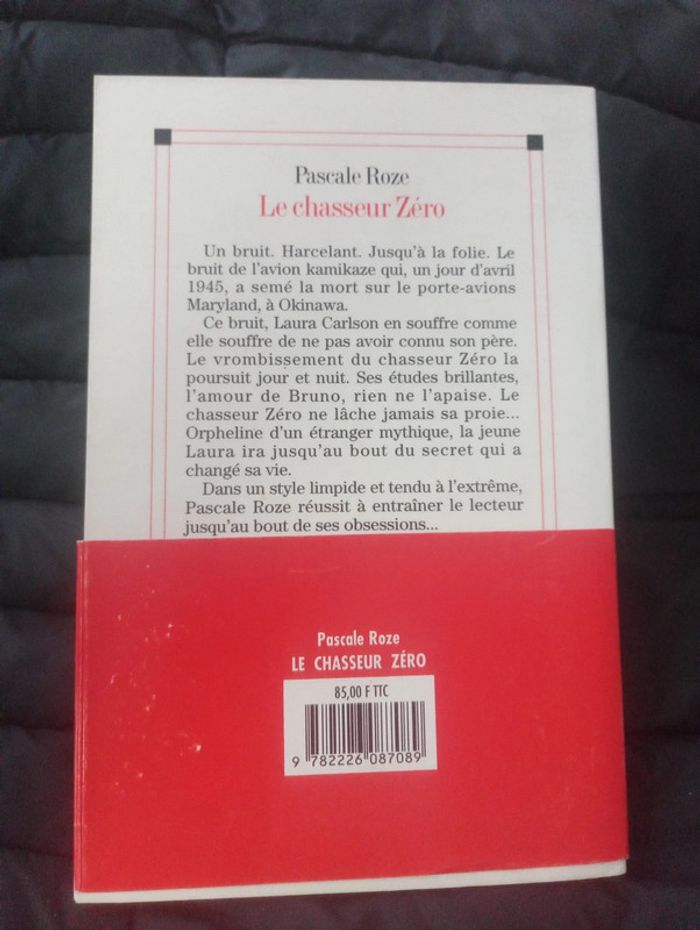 Pascale Roze
Le chasseur Zéro
Un bruit. Harcelant. Jusqu'à la folie. Le
bruit de l'avion kamikaze qui, un jour d'avril
1945, a semé la mort sur le porte-avions
Maryland, à Okinawa.
Ce bruit, Laura Carlson en souffre comme
elle souffre de ne pas avoir connu son père.
Le vrombissement du chasseur Zéro la
poursuit jour et nuit. Ses études brillantes,
l'amour de Bruno, rien ne l'apaise. Le
chasseur Zéro ne lâche jamais sa proie...
Orpheline d'un étranger mythique, la jeune
Laura ira jusqu'au bout du secret qui a
changé sa vie.
Dans un style limpide et tendu à l'extrême,
Pascale Roze réussit à entraîner le lecteur
jusqu'au bout de ses obsessions...
Pascale Roze
LE CHASSEUR ZÉRO
85,00 F TTC
9 782226 087089